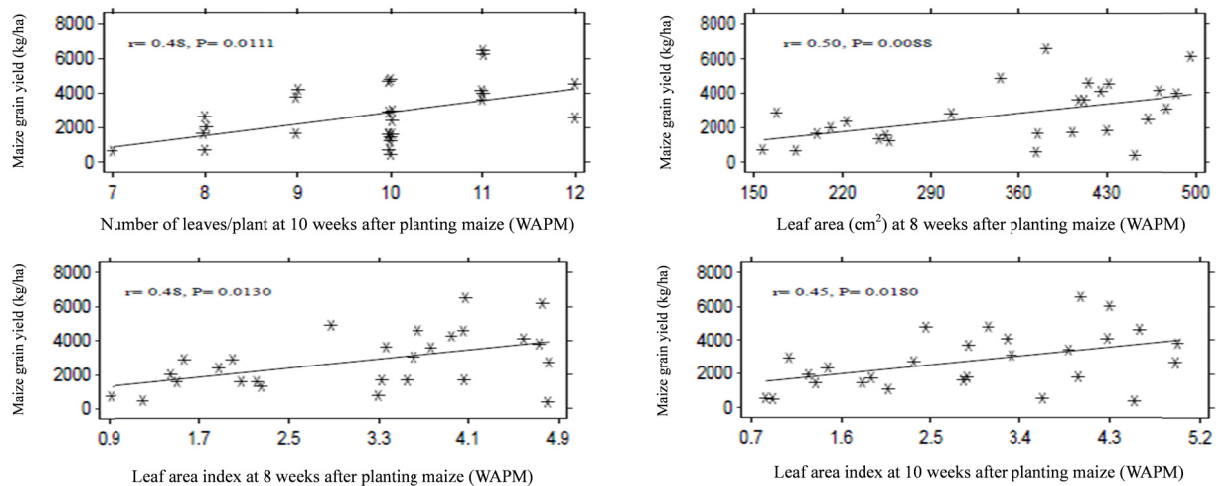 Maize grain yield (kg/ha)
8000
6000
4000
2000
0
r= 0.48, P= 0.0111
7 8 9 10 11 12
Number of leaves/plant at 10 weeks after planting maize (WAPM)
Maize grain yield (kg/ha)
8000
6000
4000
2000
0
r= 0.50, P= 0.0088
150 220 290 360 430 500
Leaf area (cm²) at 8 weeks after planting maize (WAPM)
Maize grain yield (kg/ha)
8000
6000
4000
2000
0
r= 0.48, P= 0.0130
0.9 1.7 2.5 3.3 4.1 4.9
Leaf area index at 8 weeks after planting maize (WAPM)
Maize grain yield (kg/ha)
8000
6000
4000
2000
0
r= 0.45, P= 0.0180
0.7 1.6 2.5 3.4 4.3 5.2
Leaf area index at 10 weeks after planting maize (WAPM)